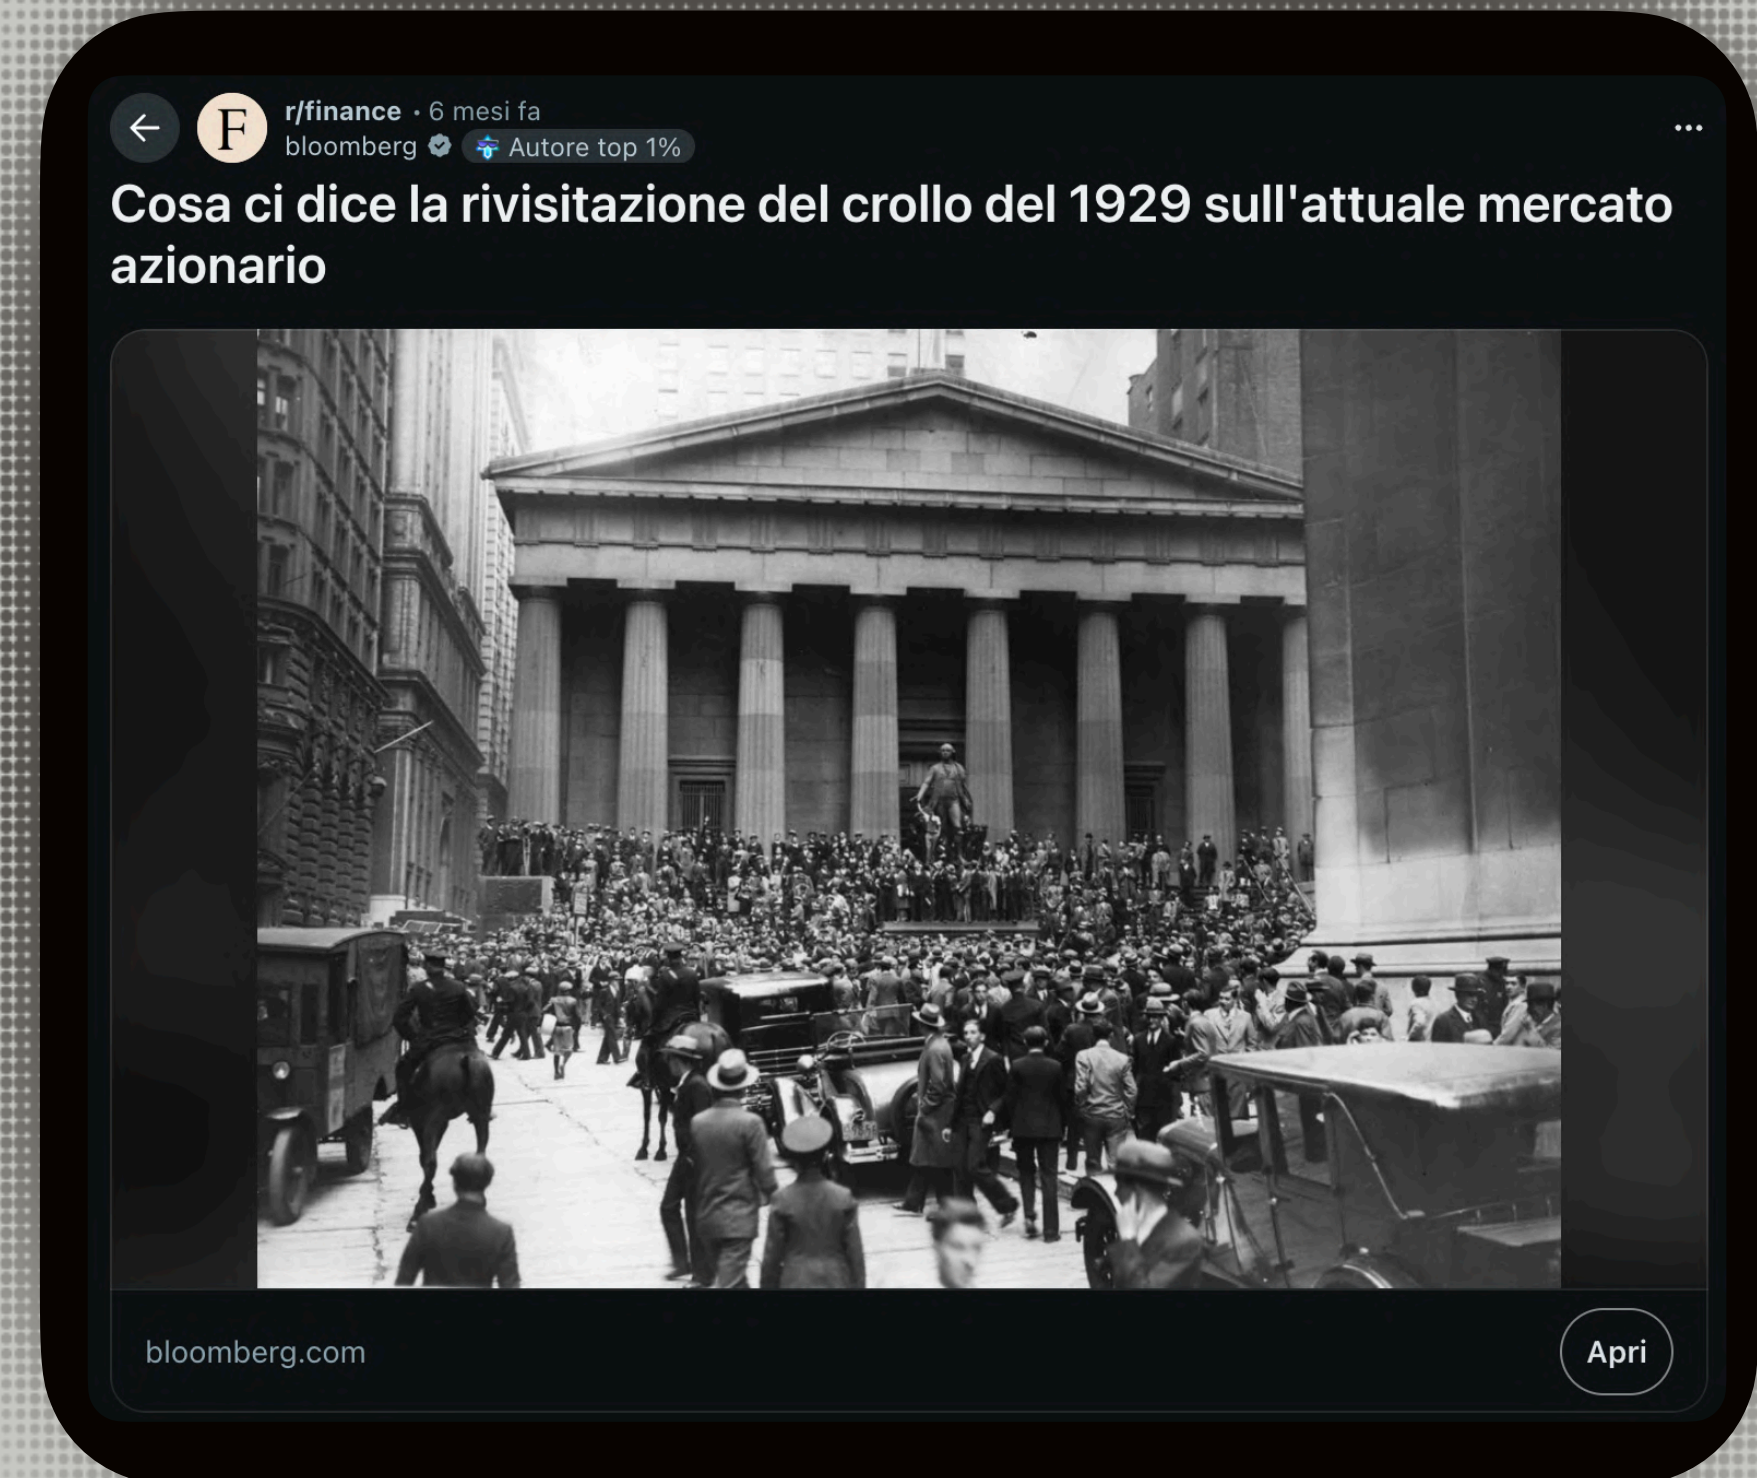 r/finance • 6 mesi fa
bloomberg Autore top 1%
Cosa ci dice la rivisitazione del crollo del 1929 sull'attuale mercato
azionario
bloomberg.com
Apri